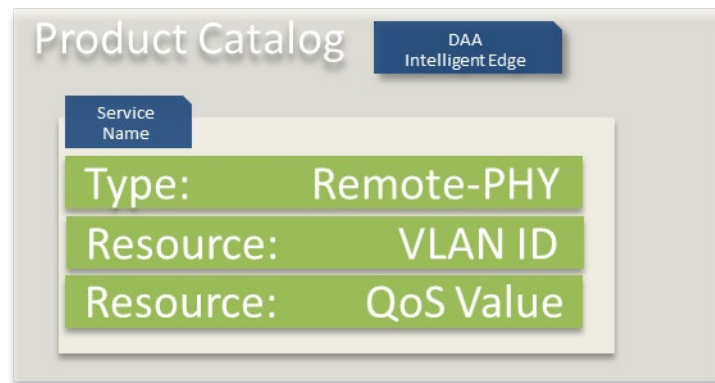 Product Catalog
DAA
Intelligent Edge
Service
Name
Type: Remote-PHY
Resource: VLAN ID
Resource: QoS Value